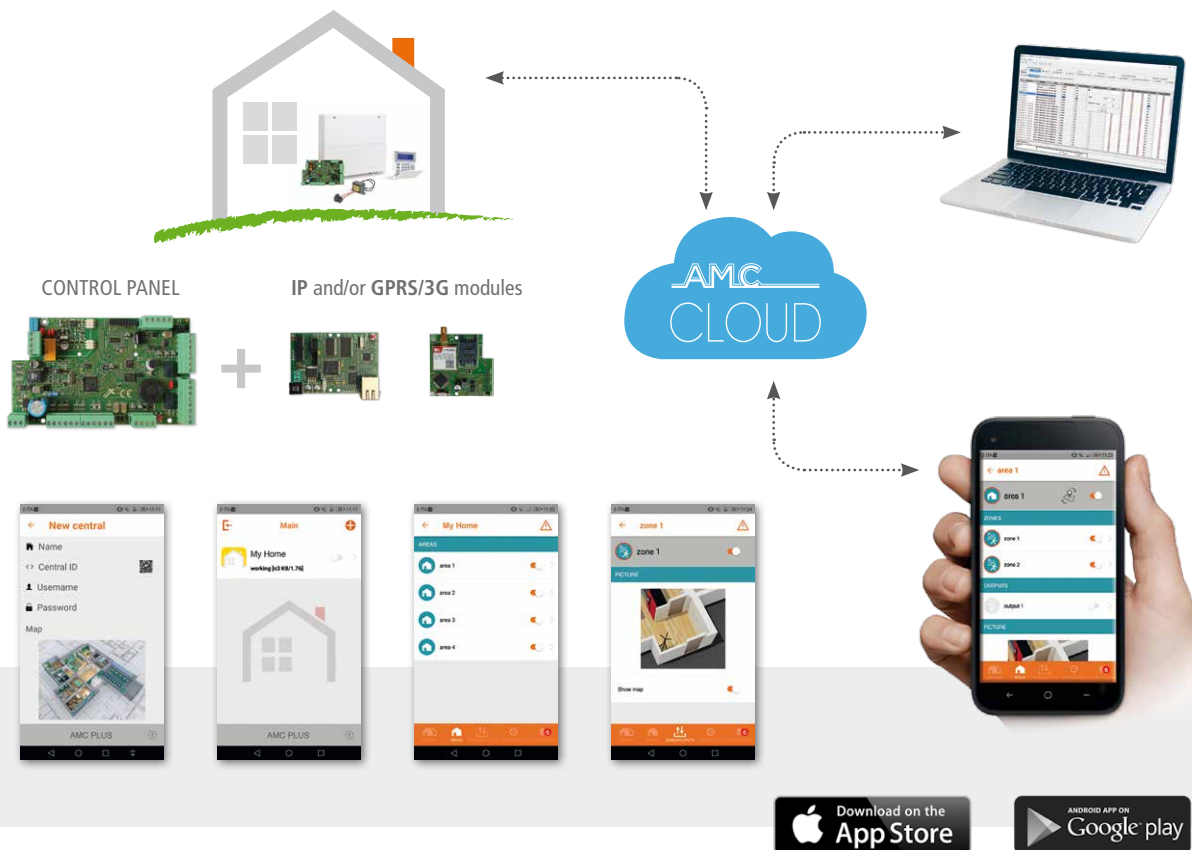 AMC
CLOUD
CONTROL PANEL
IP and/or GPRS/3G modules
New central
Name
Central ID
Username
Password
Map
AMC PLUS
Main
My Home
AMC PLUS
My Home
AREAS
area 1
area 2
area 3
area 4
6
zone 1
zone 1
PICTURE
Show map
6
area 1
area 1
ZONES
zone 1
zone 2
OUTPUTS
output 1
PICTURE
6
Download on the
App Store
ANDROID APP ON
Google play